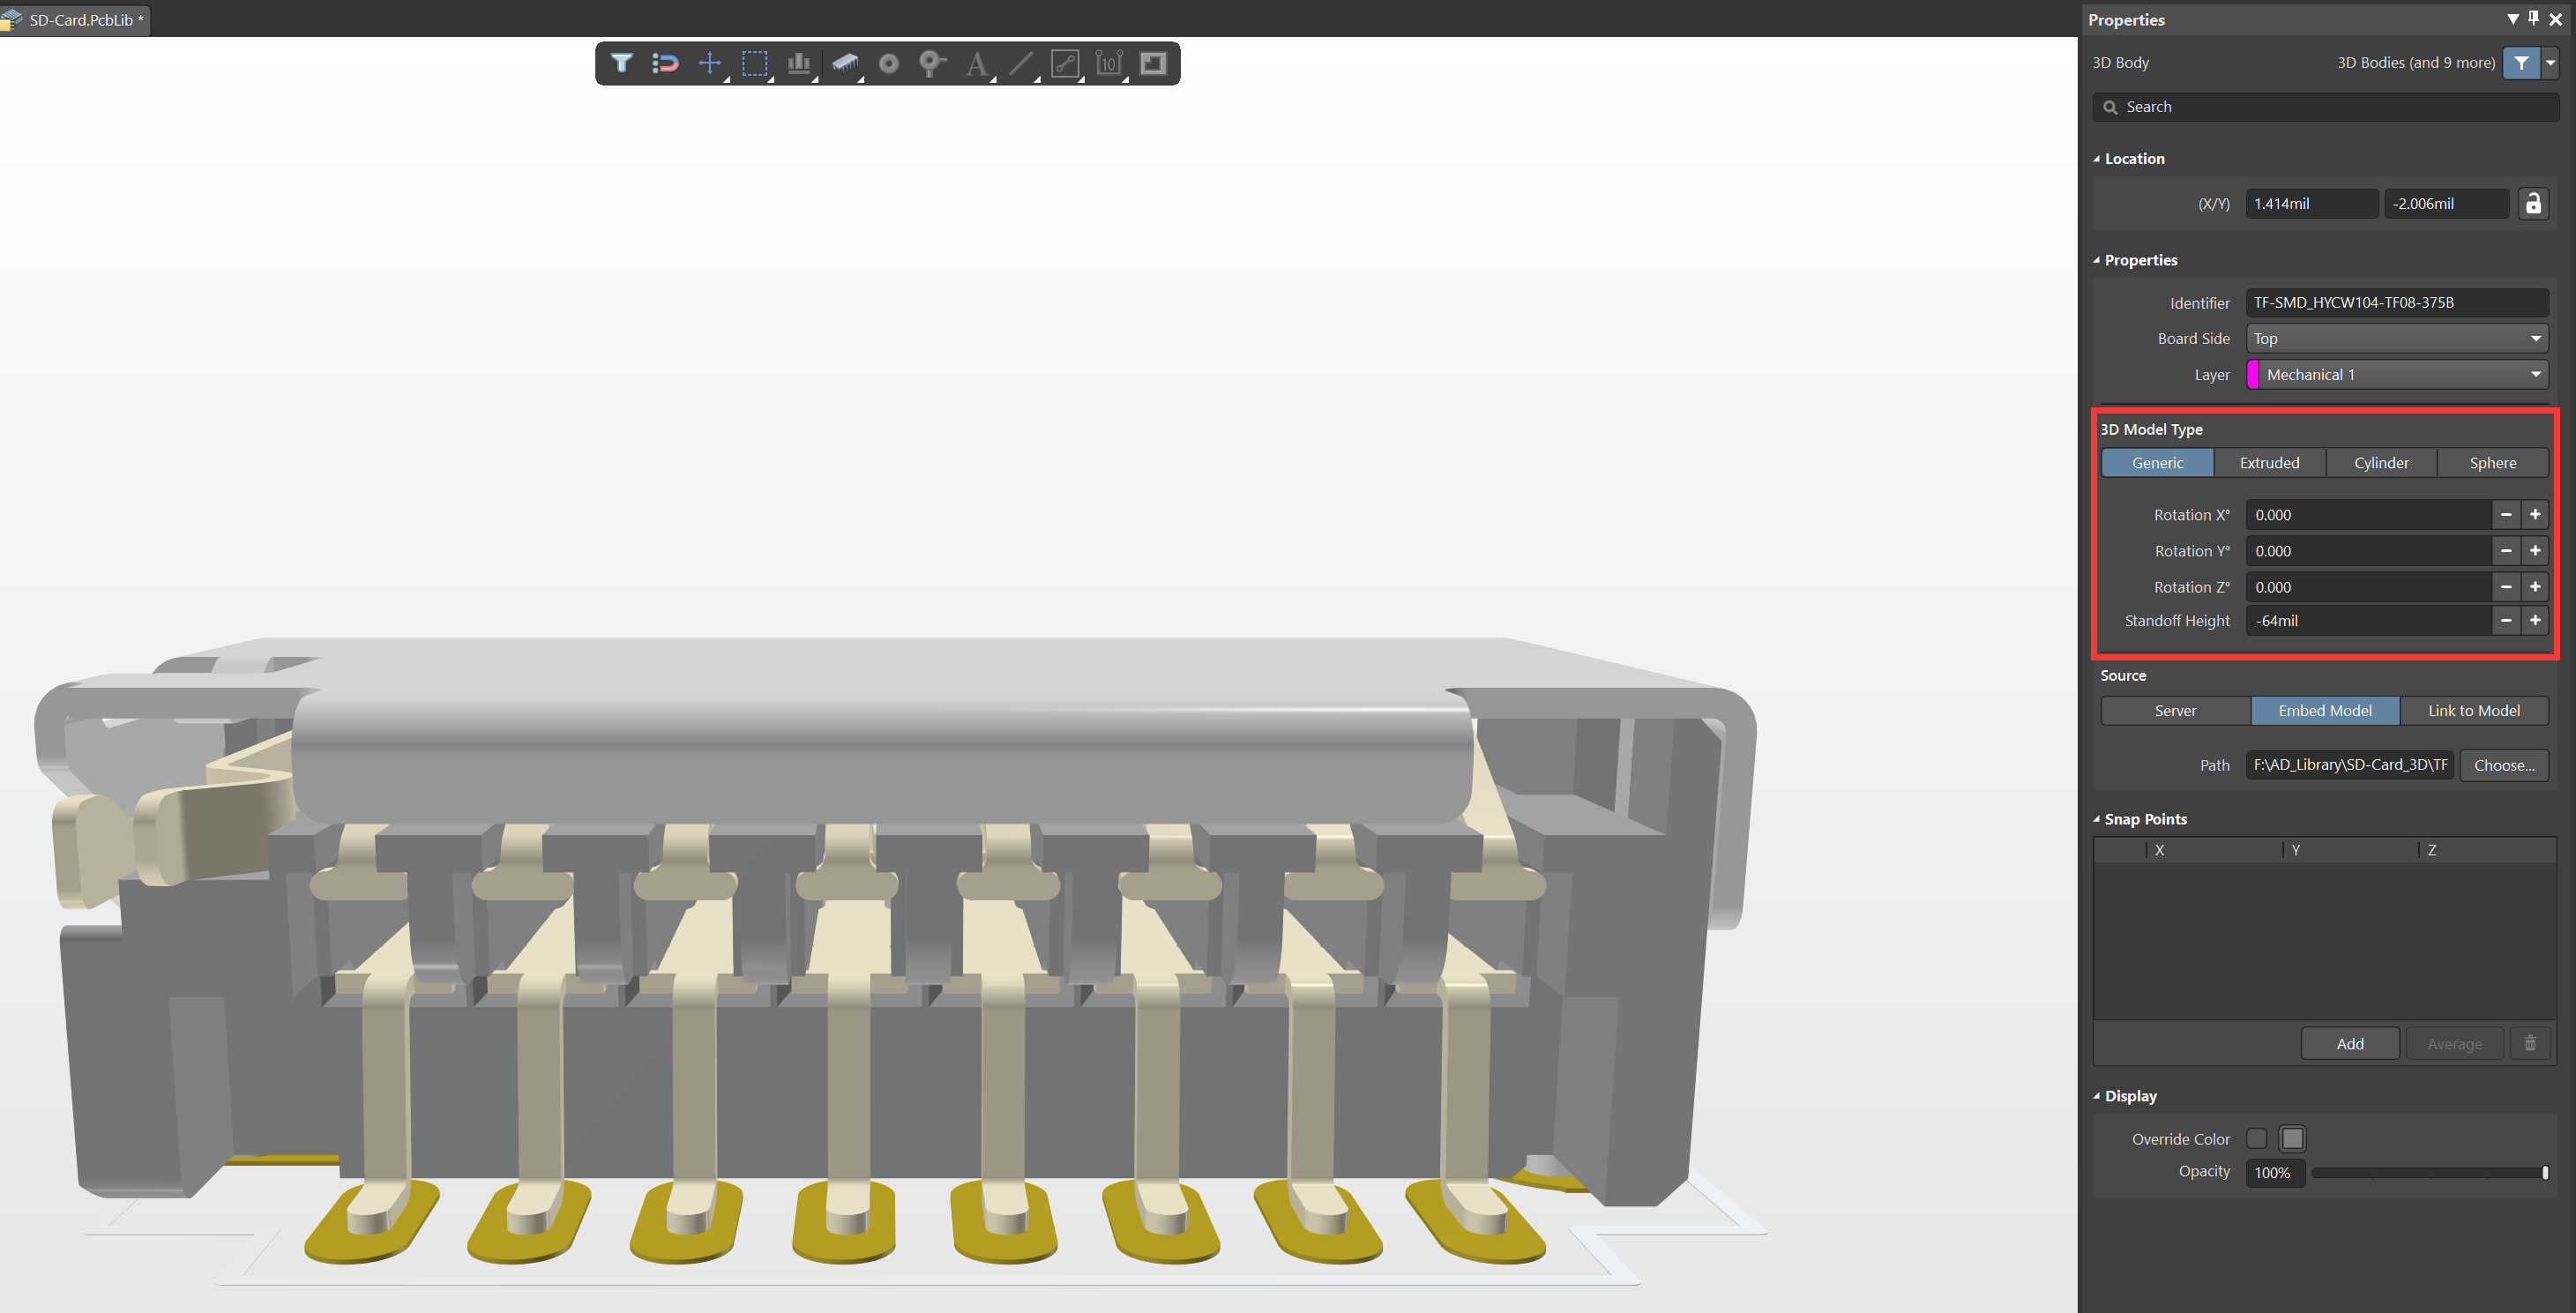 SD-Card.PcbLib *
Properties
3D Body 3D Bodies (and 9 more)
Search
Location
(X/Y) 1.414mil -2.006mil
Properties
Identifier TF-SMD_HYCW104-TF08-375B
Board Side Top
Layer Mechanical 1
3D Model Type
Generic Extruded Cylinder Sphere
Rotation X° 0.000
Rotation Y° 0.000
Rotation Z° 0.000
Standoff Height -64mil
Source
Server Embed Model Link to Model
Path F:\AD_Library\SD-Card_3D\TF Choose...
Snap Points
X Y Z
Add Average
Display
Override Color
Opacity 100%
A 10